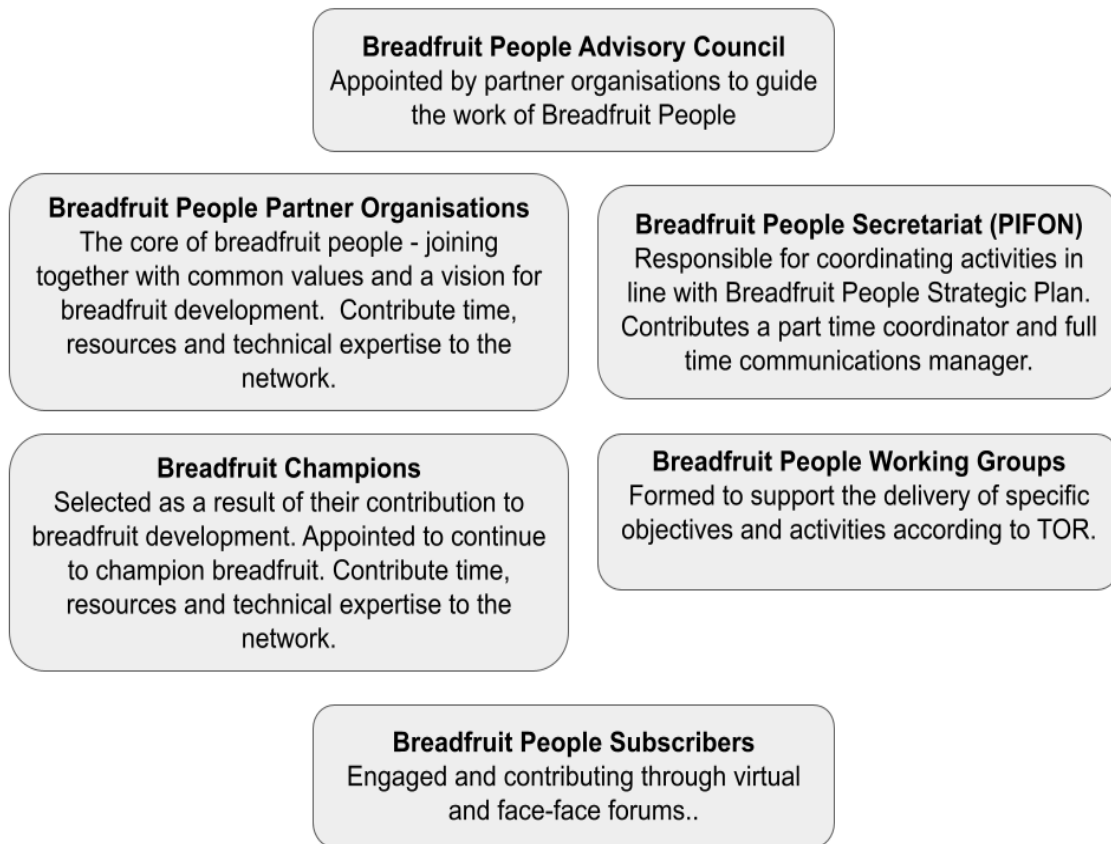 Breadfruit People Advisory Council
Appointed by partner organisations to guide
the work of Breadfruit People
Breadfruit People Partner Organisations
The core of breadfruit people - joining
together with common values and a vision for
breadfruit development.  Contribute time,
resources and technical expertise to the
network.
Breadfruit People Secretariat (PIFON)
Responsible for coordinating activities in
line with Breadfruit People Strategic Plan.
Contributes a part time coordinator and full
time communications manager.
Breadfruit Champions
Selected as a result of their contribution to
breadfruit development. Appointed to continue
to champion breadfruit. Contribute time,
resources and technical expertise to the
network.
Breadfruit People Working Groups
Formed to support the delivery of specific
objectives and activities according to TOR.
Breadfruit People Subscribers
Engaged and contributing through virtual
and face-face forums..